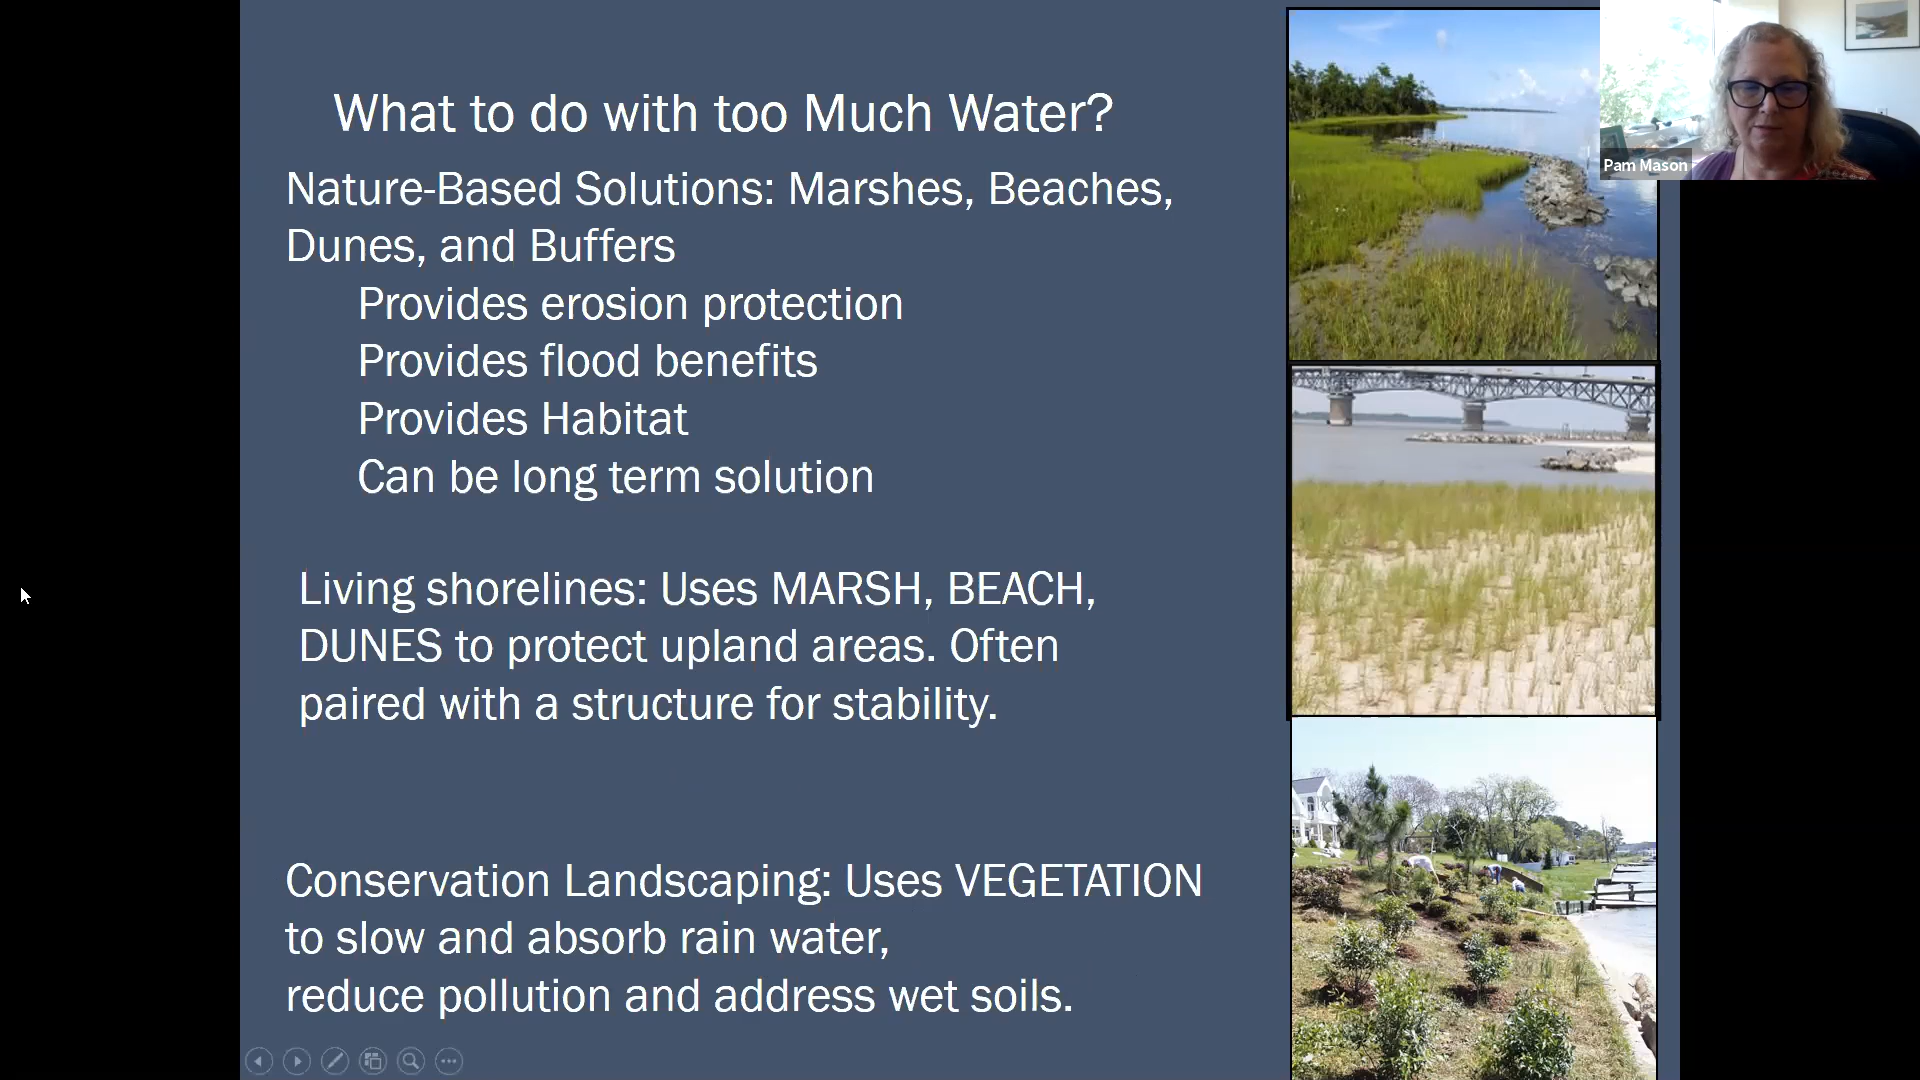 What to do with too Much Water?
Nature-Based Solutions: Marshes, Beaches,
Dunes, and Buffers
Provides erosion protection
Provides flood benefits
Provides Habitat
Can be long term solution
Living shorelines: Uses MARSH, BEACH,
DUNES to protect upland areas. Often
paired with a structure for stability.
Conservation Landscaping: Uses VEGETATION
to slow and absorb rain water,
reduce pollution and address wet soils.
Pam Mason